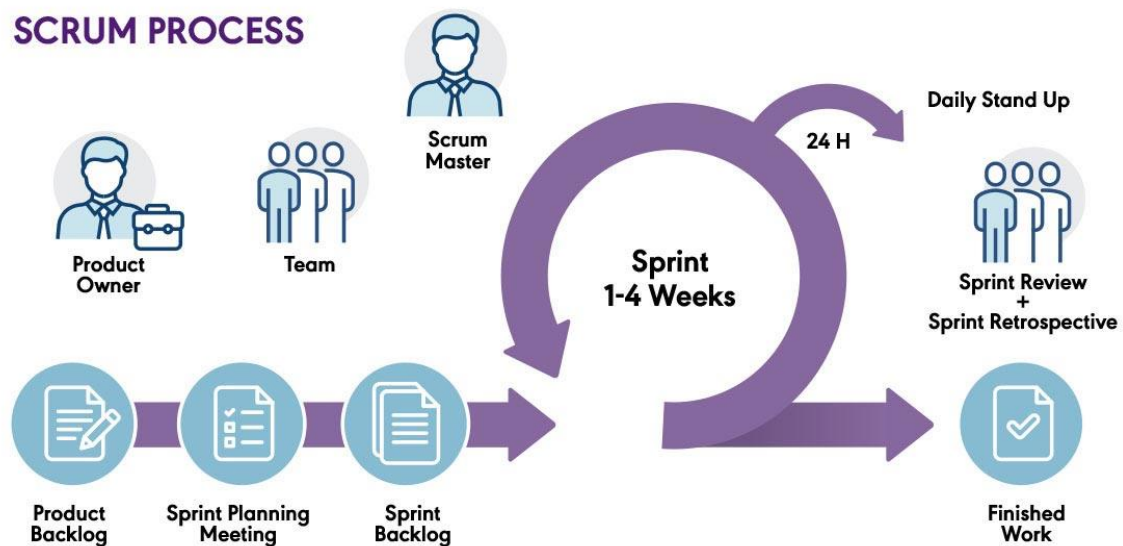 SCRUM PROCESS
Scrum
Master
Product
Owner
Team
24 H
Daily Stand Up
Sprint
1-4 Weeks
Sprint Review
+
Sprint Retrospective
Product
Backlog
Sprint Planning
Meeting
Sprint
Backlog
Finished
Work